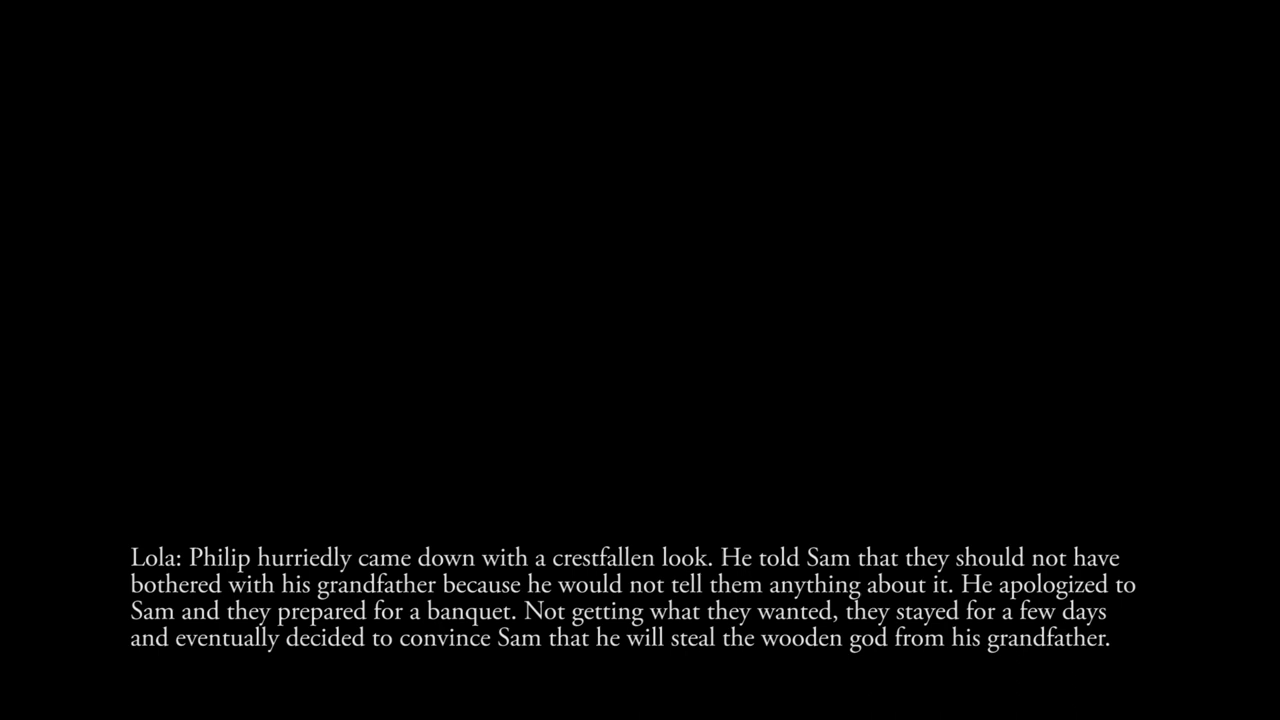 Lola: Philip hurriedly came down with a crestfallen look. He told Sam that they should not have
bothered with his grandfather because he would not tell them anything about it. He apologized to
Sam and they prepared for a banquet. Not getting what they wanted, they stayed for a few days
and eventually decided to convince Sam that he will steal the wooden god from his grandfather.